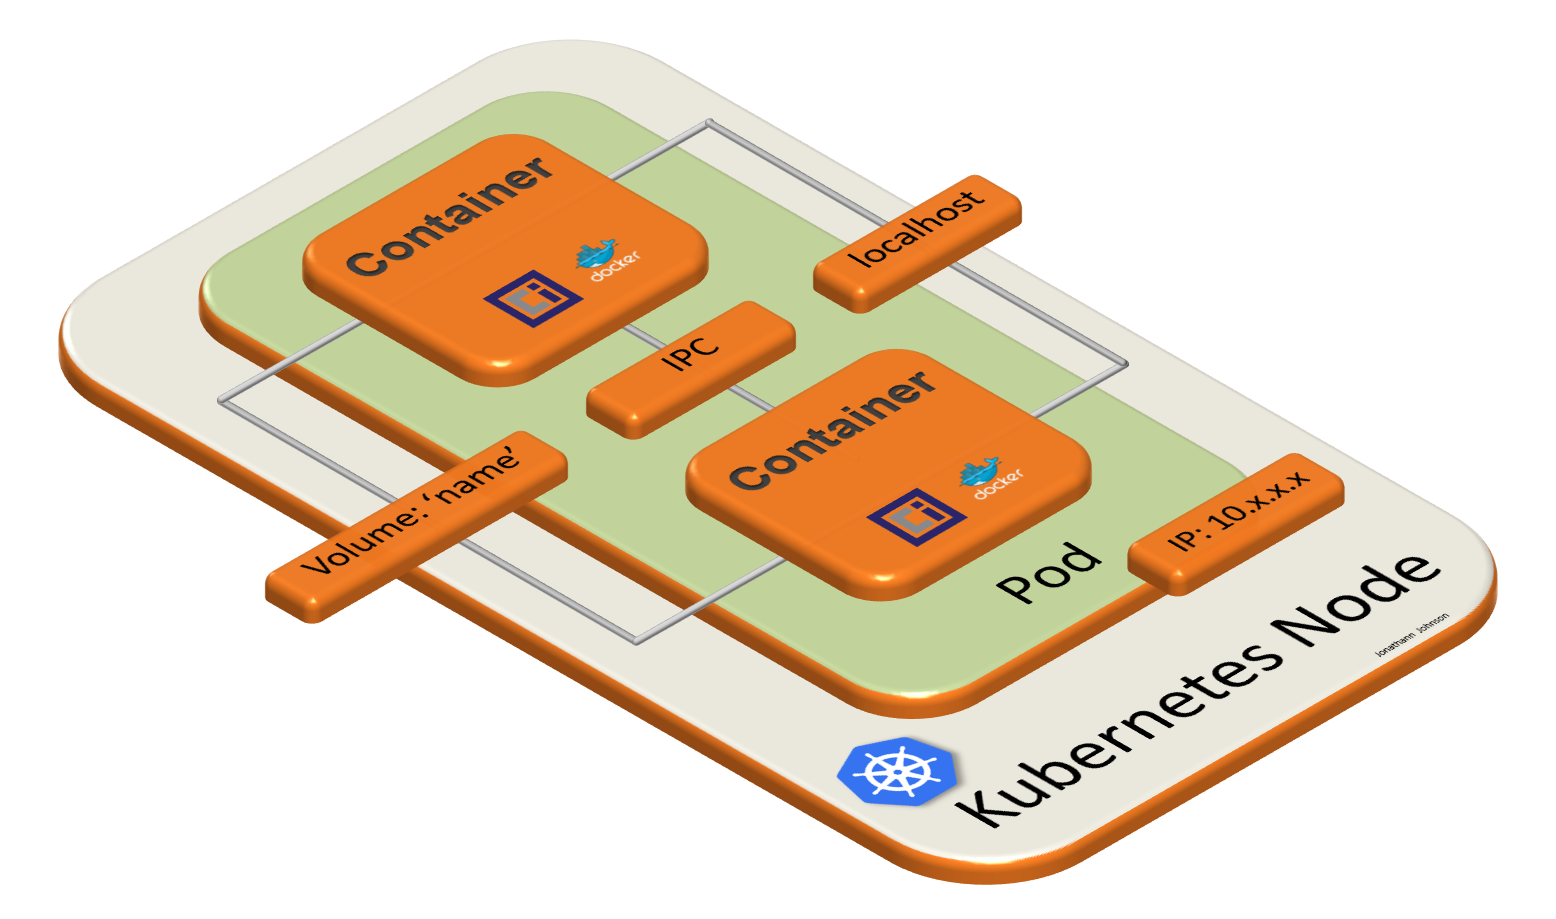 Container
docker
localhost
IPC
Container
docker
Volume: ‘name’
IP: 10.x.x.x
Pod
Kubernetes Node
Jonathann Johnson